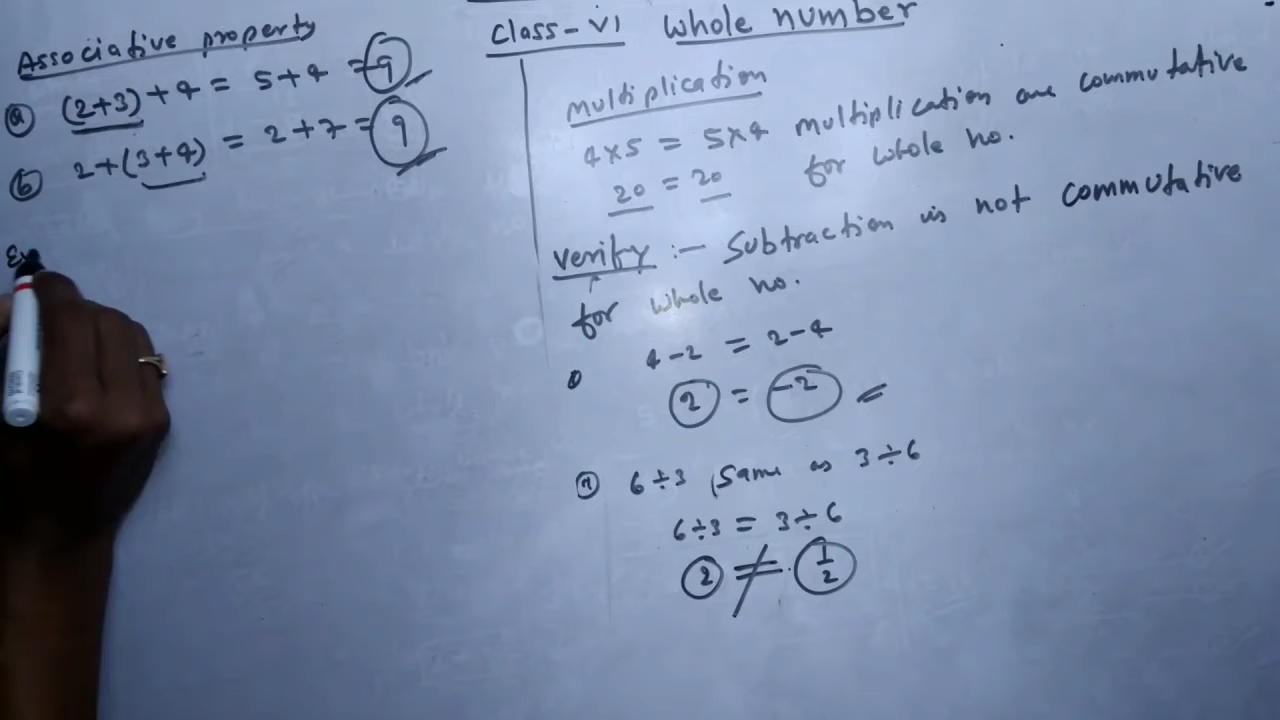 Class - VI Whole number
Associative property
(a) (2+3) + 4 = 5 + 4 = 9
(b) 2 + (3+4) = 2 + 7 = 9
Ex
multiplication
4 × 5 = 5 × 4 multiplication are commutative
20 = 20 for whole no.
verify :- Subtraction is not commutative
for whole no.
4 - 2 = 2 - 4
2 = -2
6 ÷ 3 same as 3 ÷ 6
6 ÷ 3 = 3 ÷ 6
2 ≠ 1/2